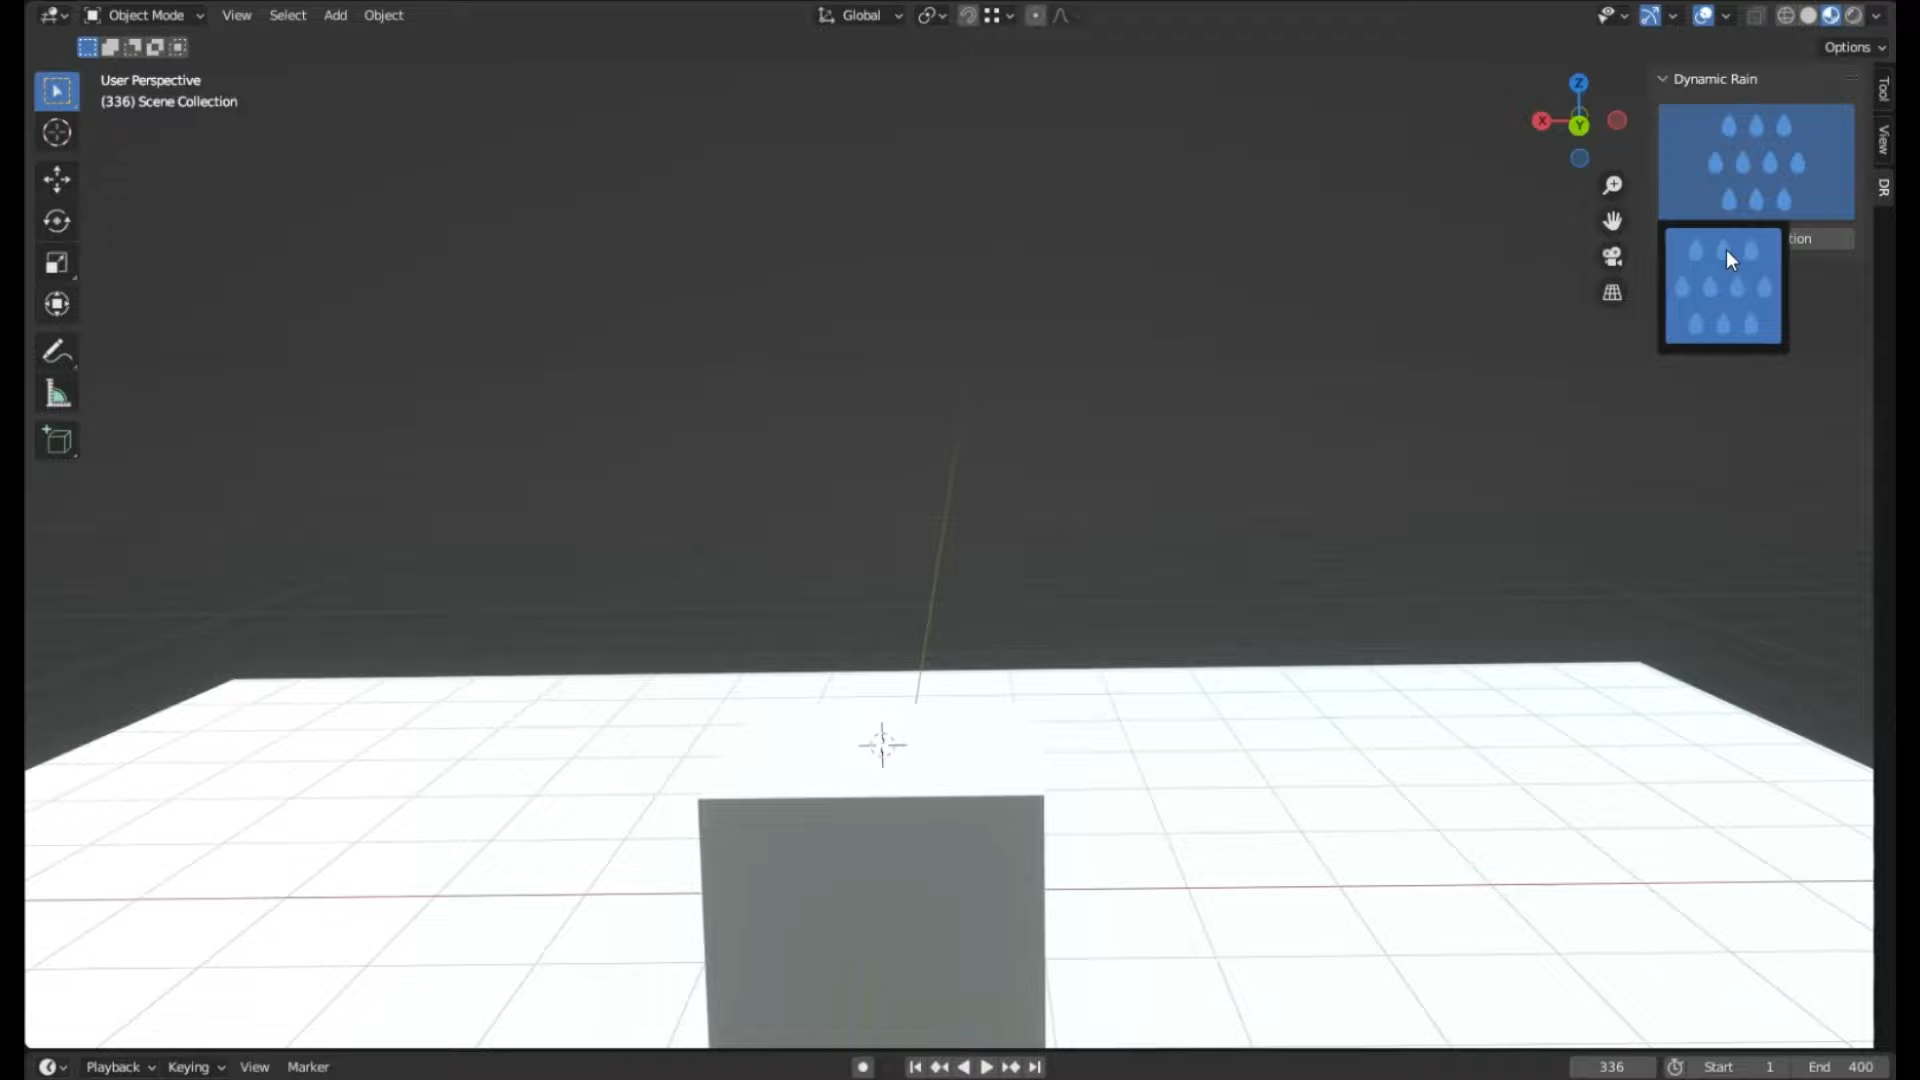 Object Mode View Select Add Object Global
Options
User Perspective
(336) Scene Collection
Z
X
Y
Dynamic Rain
tion
Tool
View
DR
Playback Keying View Marker 336 Start 1 End 400